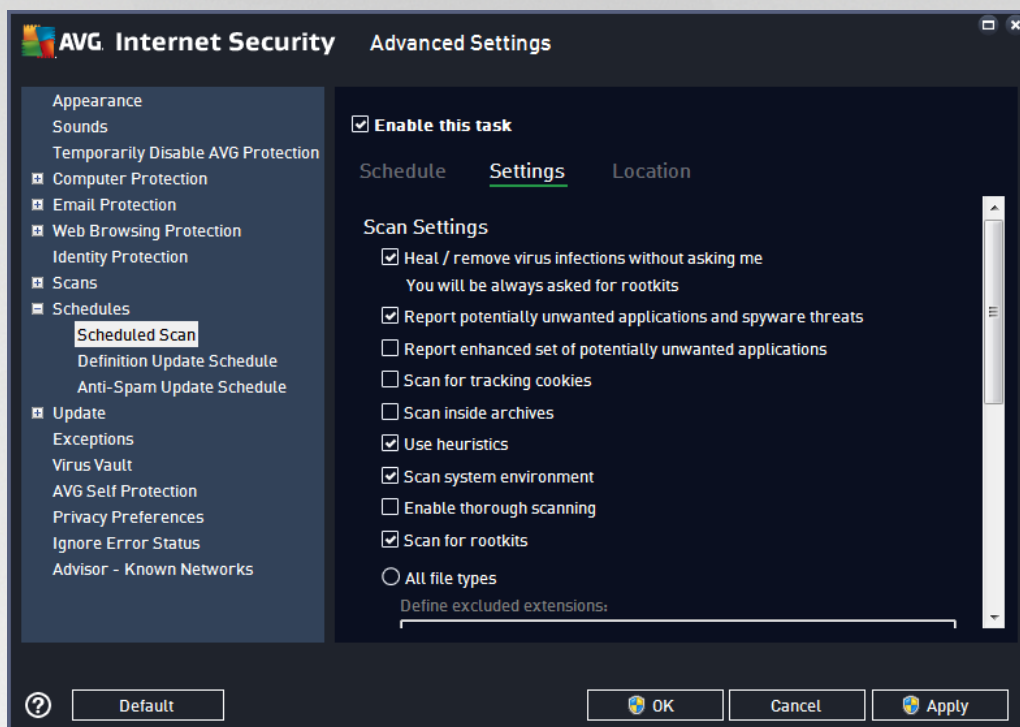 AVG. Internet Security Advanced Settings
Appearance
Sounds
Temporarily Disable AVG Protection
Computer Protection
Email Protection
Web Browsing Protection
Identity Protection
Scans
Schedules
Scheduled Scan
Definition Update Schedule
Anti-Spam Update Schedule
Update
Exceptions
Virus Vault
AVG Self Protection
Privacy Preferences
Ignore Error Status
Advisor - Known Networks
Enable this task
Schedule Settings Location
Scan Settings
Heal / remove virus infections without asking me
You will be always asked for rootkits
Report potentially unwanted applications and spyware threats
Report enhanced set of potentially unwanted applications
Scan for tracking cookies
Scan inside archives
Use heuristics
Scan system environment
Enable thorough scanning
Scan for rootkits
All file types
Define excluded extensions:
? Default OK Cancel Apply